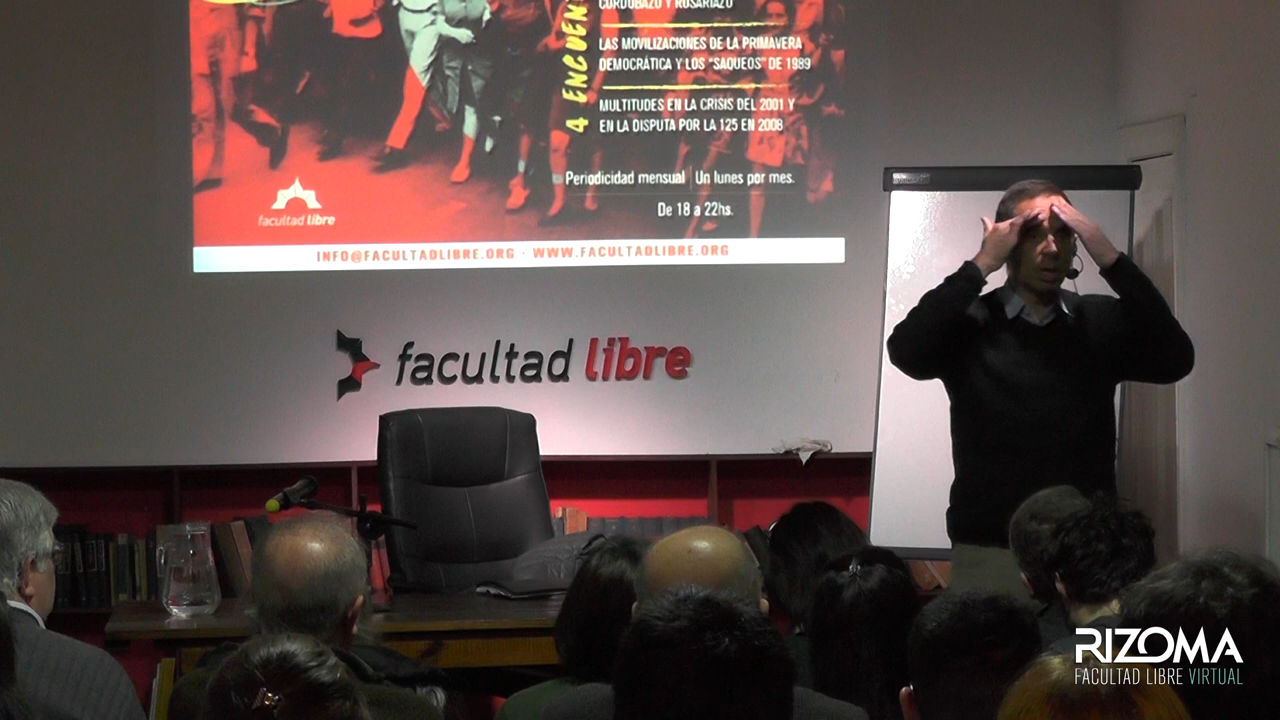 CORDOBAZO Y ROSARIAZO
LAS MOVILIZACIONES DE LA PRIMAVERA
DEMOCRÁTICA Y LOS "SAQUEOS" DE 1989
MULTITUDES EN LA CRISIS DEL 2001 Y
EN LA DISPUTA POR LA 125 EN 2008
4 ENCUEN
Periodicidad mensual | Un lunes por mes.
De 18 a 22hs.
facultad libre
INFO@FACULTADLIBRE.ORG - WWW.FACULTADLIBRE.ORG
facultad libre
RIZOMA
FACULTAD LIBRE VIRTUAL